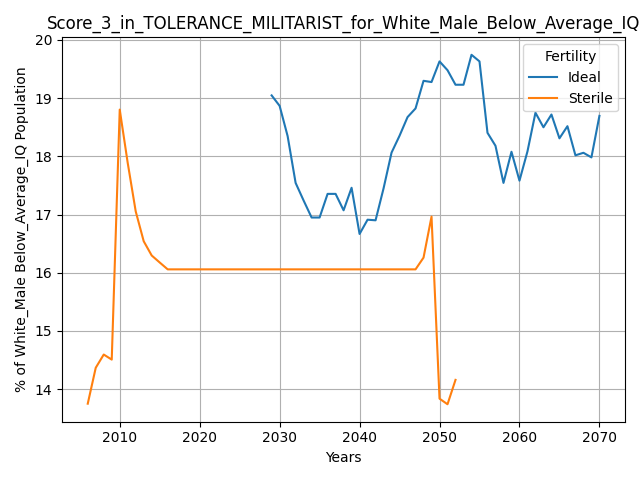 Score_3_in_TOLERANCE_MILITARIST_for_White_Male_Below_Average_IQ
% of White_Male Below_Average_IQ Population
20
19
18
17
16
15
14
Fertility
Ideal
Sterile
2010 2020 2030 2040 2050 2060 2070
Years